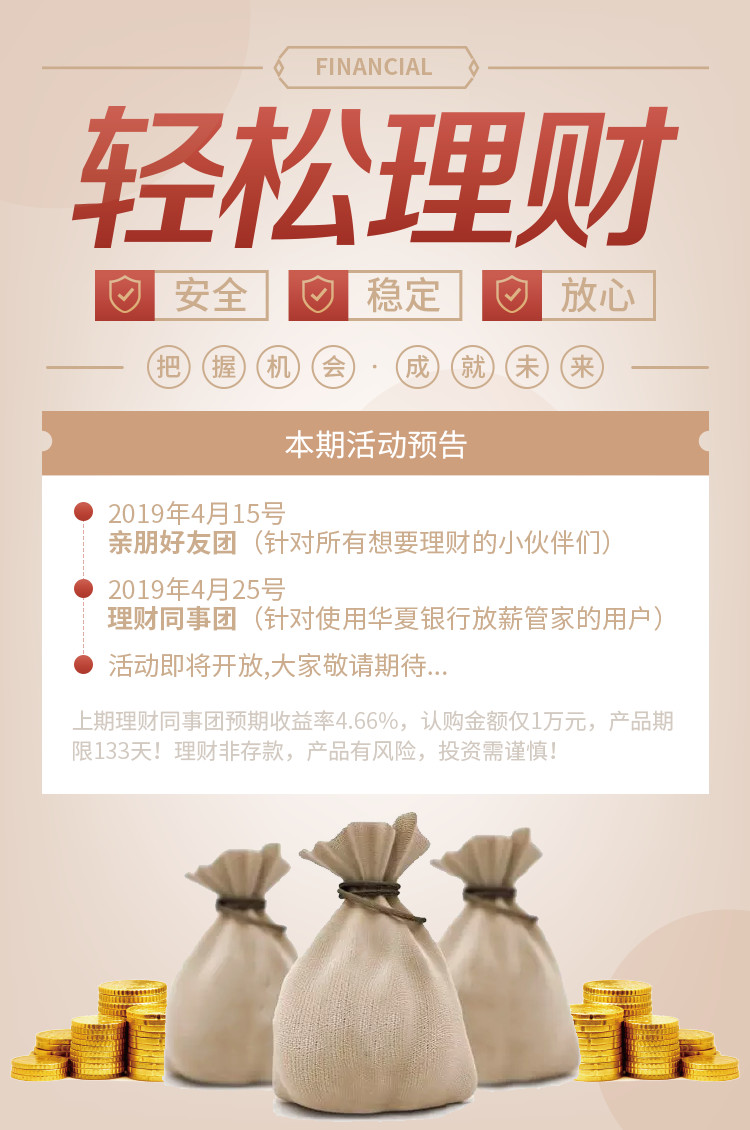 FINANCIAL
轻松理财
安全 稳定 放心
把握机会·成就未来
本期活动预告
2019年4月15号
亲朋好友团（针对所有想要理财的小伙伴们）
2019年4月25号
理财同事团（针对使用华夏银行放薪管家的用户）
活动即将开放,大家敬请期待...
上期理财同事团预期收益率4.66%，认购金额仅1万元，产品期
限133天！理财非存款，产品有风险，投资需谨慎！